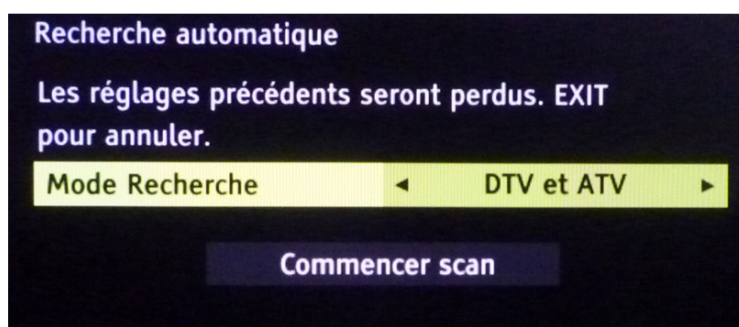 Recherche automatique
Les réglages précédents seront perdus. EXIT
pour annuler.
Mode Recherche ◄ DTV et ATV ►
Commencer scan